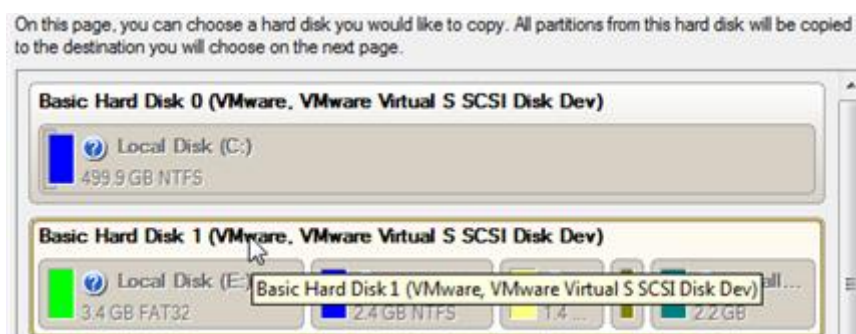 On this page, you can choose a hard disk you would like to copy. All partitions from this hard disk will be copied
to the destination you will choose on the next page.
Basic Hard Disk 0 (VMware, VMware Virtual S SCSI Disk Dev)
Local Disk (C:)
499.9 GB NTFS
Basic Hard Disk 1 (VMware, VMware Virtual S SCSI Disk Dev)
Local Disk (E:
all...
Basic Hard Disk 1 (VMware, VMware Virtual S SCSI Disk Dev)
3.4 GB FAT32
2.4 GB NTFS
1.4 ...
2.2 GB